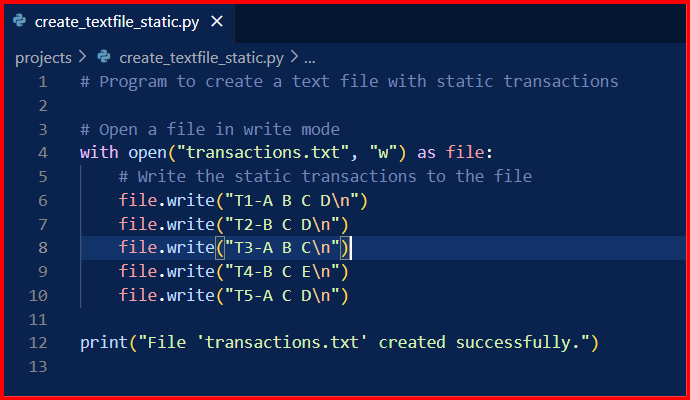 create_textfile_static.py ×
projects > create_textfile_static.py > ...
1 # Program to create a text file with static transactions
2
3 # Open a file in write mode
4 with open("transactions.txt", "w") as file:
5     # Write the static transactions to the file
6     file.write("T1-A B C D\n")
7     file.write("T2-B C D\n")
8     file.write("T3-A B C\n")
9     file.write("T4-B C E\n")
10     file.write("T5-A C D\n")
11
12 print("File 'transactions.txt' created successfully.")
13